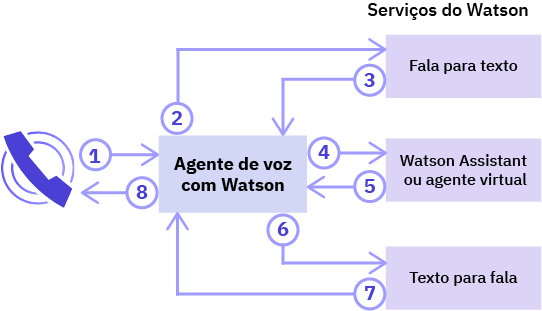 Serviços do Watson
2
3
Fala para texto
1
8
Agente de voz
com Watson
4
5
Watson Assistant
ou agente virtual
6
7
Texto para fala